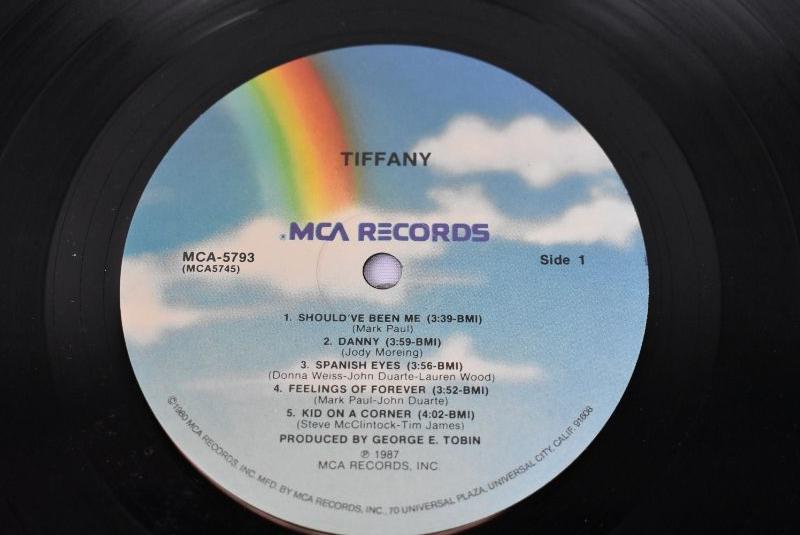 TIFFANY
MCA RECORDS
MCA-5793
(MCA5745)
Side 1
1. SHOULD'VE BEEN ME (3:39-BMI)
(Mark Paul)
2. DANNY (3:59-BMI)
(Jody Moreing)
3. SPANISH EYES (3:56-BMI)
(Donna Weiss-John Duarte-Lauren Wood)
4. FEELINGS OF FOREVER (3:52-BMI)
(Mark Paul-John Duarte)
5. KID ON A CORNER (4:02-BMI)
(Steve McClintock-Tim James)
PRODUCED BY GEORGE E. TOBIN
℗ 1987
MCA RECORDS, INC.
©1980 MCA RECORDS, INC. MFD. BY MCA RECORDS, INC., 70 UNIVERSAL PLAZA, UNIVERSAL CITY, CALIF. 91608